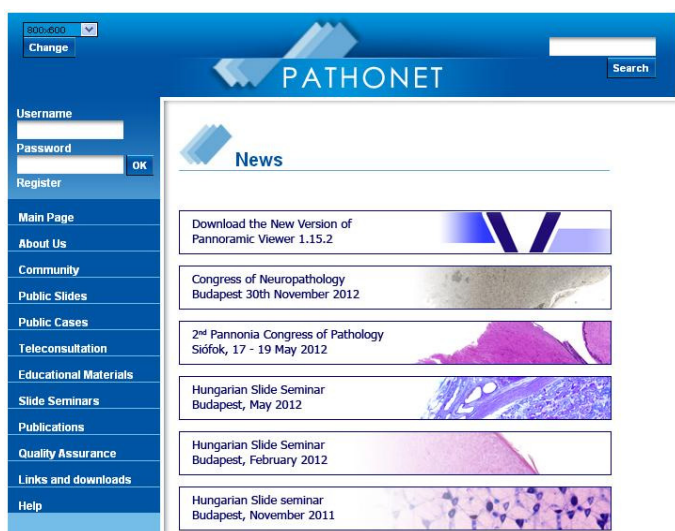 800×600
Change
PATHONET
Search
Username
Password
OK
Register
Main Page
About Us
Community
Public Slides
Public Cases
Teleconsultation
Educational Materials
Slide Seminars
Publications
Quality Assurance
Links and downloads
Help
News
Download the New Version of
Pannoramic Viewer 1.15.2
Congress of Neuropathology
Budapest 30th November 2012
2nd Pannonia Congress of Pathology
Siófok, 17 - 19 May 2012
Hungarian Slide Seminar
Budapest, May 2012
Hungarian Slide Seminar
Budapest, February 2012
Hungarian Slide seminar
Budapest, November 2011